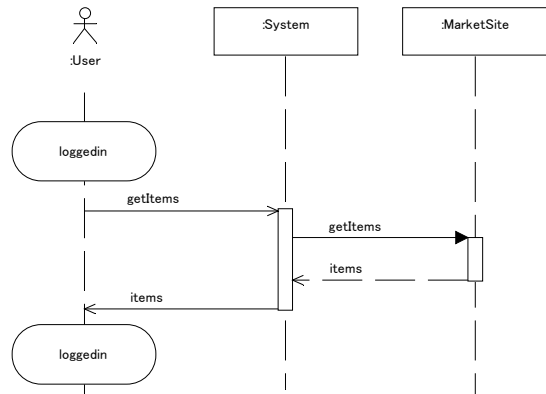 :User
:System
:MarketSite
loggedin
getItems
getItems
items
items
loggedin